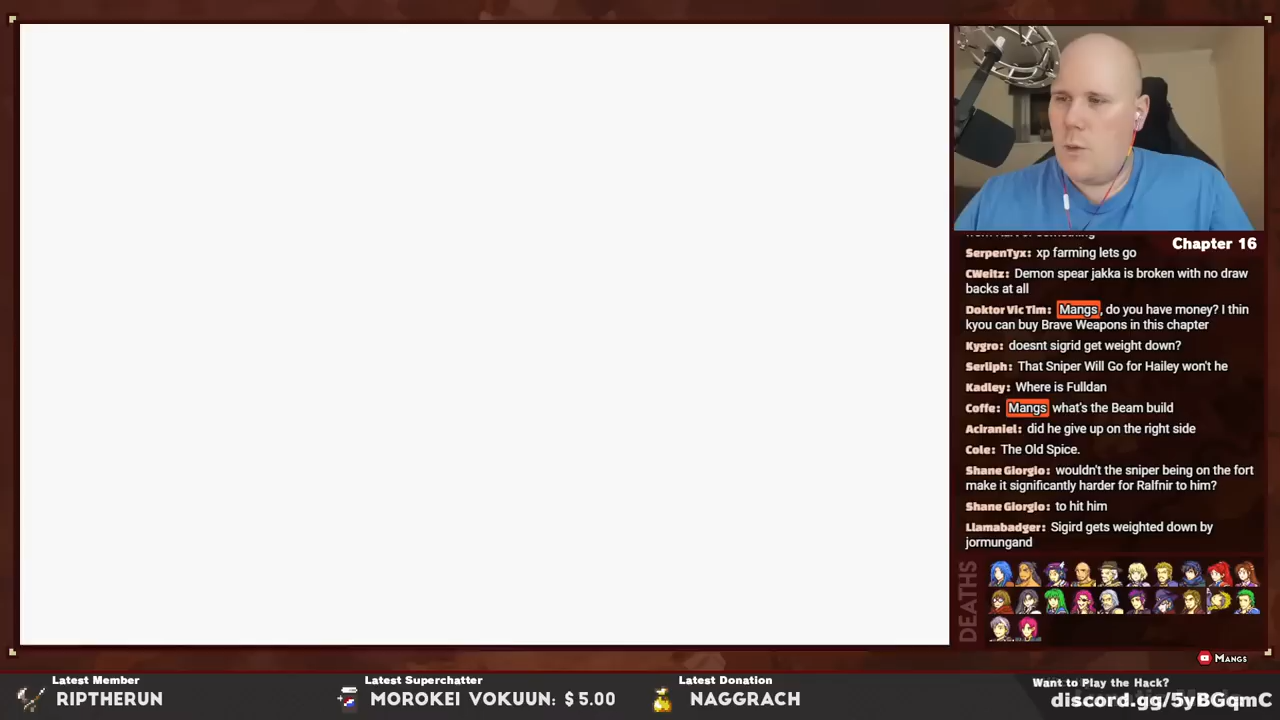 Chapter 16
SerpenTyx: xp farming lets go
CWeitz: Demon spear jakka is broken with no draw
backs at all
Doktor Vic Tim: Mangs, do you have money? I thin
kyou can buy Brave Weapons in this chapter
Kygro: doesnt sigrid get weight down?
Serliph: That Sniper Will Go for Hailey won't he
Kadley: Where is Fulldan
Coffe: Mangs what's the Beam build
Aciraniel: did he give up on the right side
Cole: The Old Spice.
Shane Giorgio: wouldn't the sniper being on the fort
make it significantly harder for Ralfnir to him?
Shane Giorgio: to hit him
Llamabadger: Sigird gets weighted down by
jormungand
DEATHS
Mangs
Latest Member
RIPTHERUN
Latest Superchatter
MOROKEI VOKUUN: $5.00
Latest Donation
NAGGRACH
Want to Play the Hack?
discord.gg/5yBGqmC